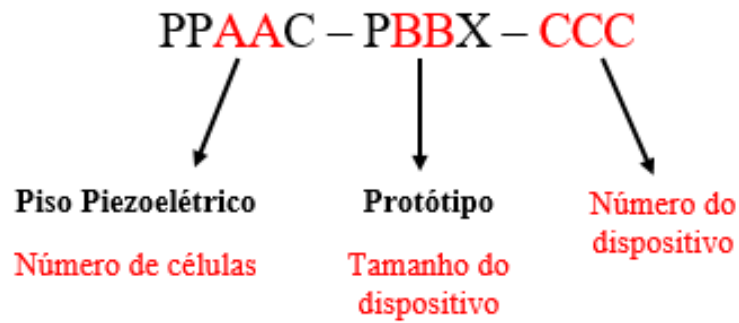 PPAAC – PBBX – CCC
Piso Piezoelétrico
Número de células
Protótipo
Tamanho do
dispositivo
Número do
dispositivo